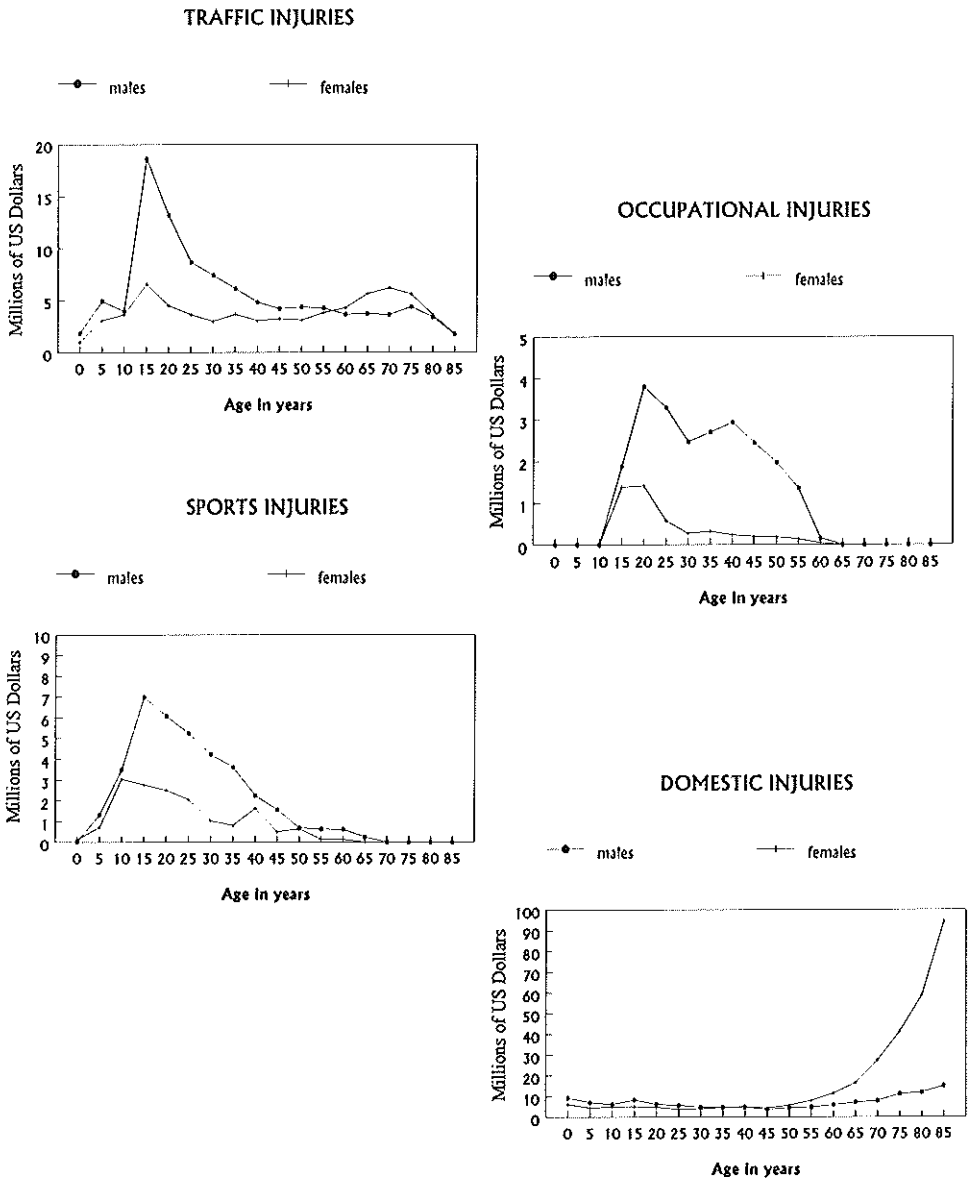 TRAFFIC INJURIES
males females
Millions of US Dollars
20
15
10
5
0
0 5 10 15 20 25 30 35 40 45 50 55 60 65 70 75 80 85
Age in years
OCCUPATIONAL INJURIES
males females
Millions of US Dollars
5
4
3
2
1
0
0 5 10 15 20 25 30 35 40 45 50 55 60 65 70 75 80 85
Age in years
SPORTS INJURIES
males females
Millions of US Dollars
10
9
8
7
6
5
4
3
2
1
0
0 5 10 15 20 25 30 35 40 45 50 55 60 65 70 75 80 85
Age in years
DOMESTIC INJURIES
males females
Millions of US Dollars
100
90
80
70
60
50
40
30
20
10
0
0 5 10 15 20 25 30 35 40 45 50 55 60 65 70 75 80 85
Age in years